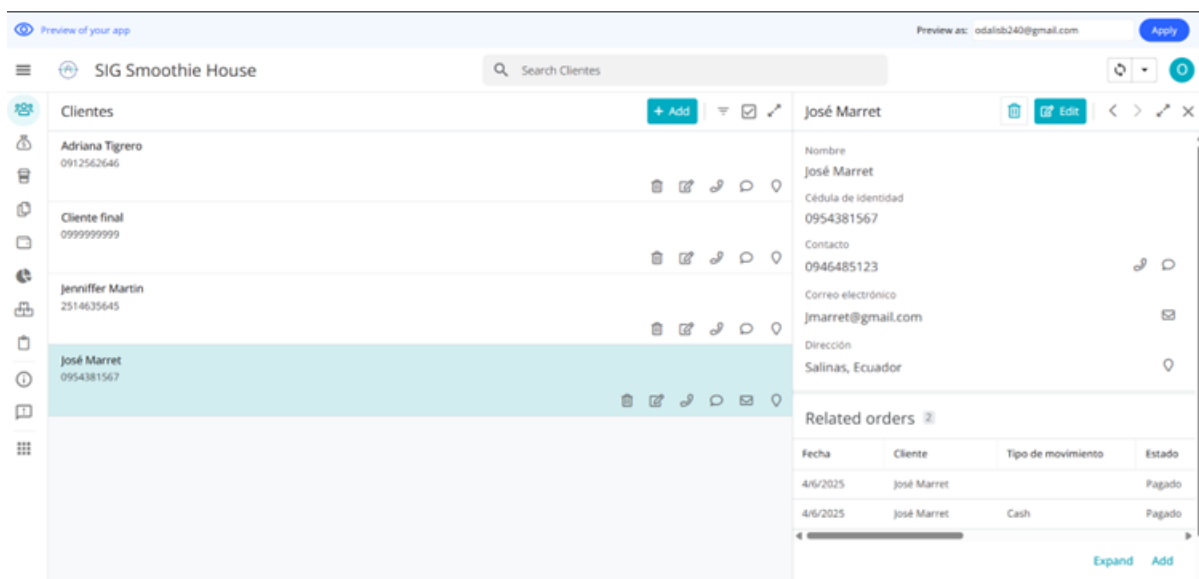 Preview of your app
Preview as: odalisb240@gmail.com Apply
SIG Smoothie House
Search Clientes
O
Clientes
+ Add
Adriana Tigrero
0912562646
Cliente final
0999999999
Jenniffer Martin
2514635645
José Marret
0954381567
José Marret
Edit
Nombre
José Marret
Cédula de identidad
0954381567
Contacto
0946485123
Correo electrónico
Jmarret@gmail.com
Dirección
Salinas, Ecuador
Related orders 2
Fecha Cliente Tipo de movimiento Estado
4/6/2025 José Marret Pagado
4/6/2025 José Marret Cash Pagado
Expand Add